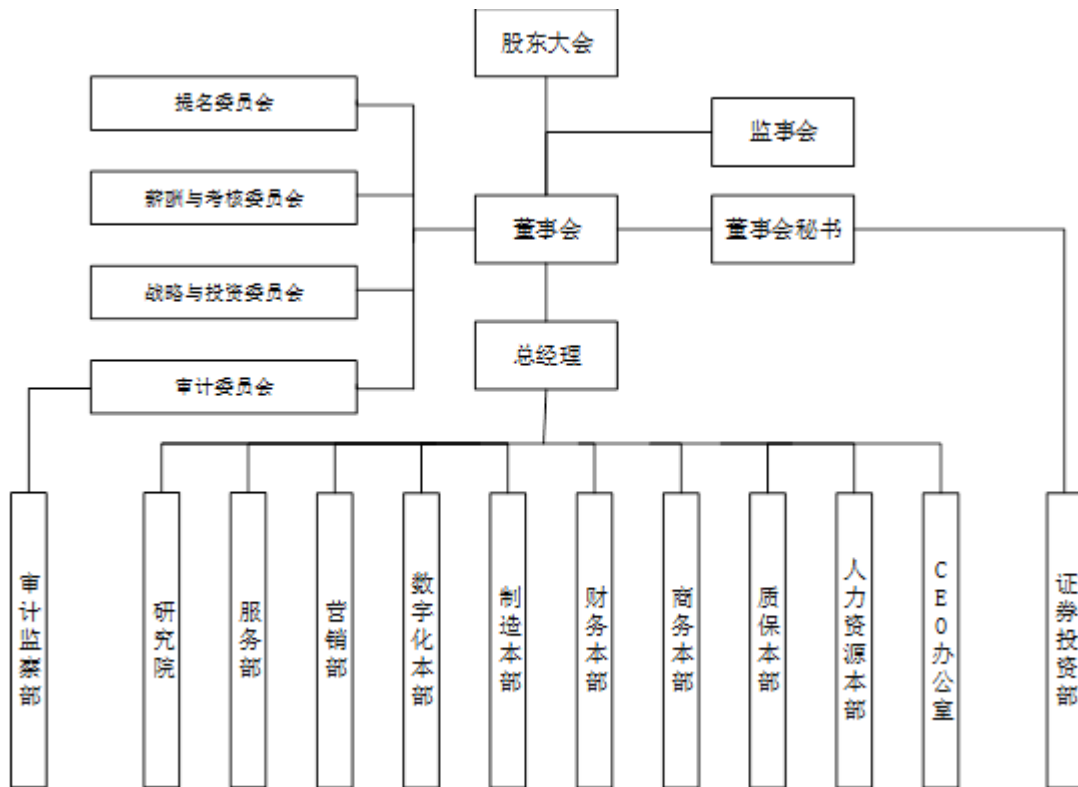 股东大会
提名委员会
监事会
薪酬与考核委员会
董事会
董事会秘书
战略与投资委员会
总经理
审计委员会
审计监察部
研究院
服务部
营销部
数字化本部
制造本部
财务本部
商务本部
质保本部
人力资源本部
CEO办公室
证券投资部